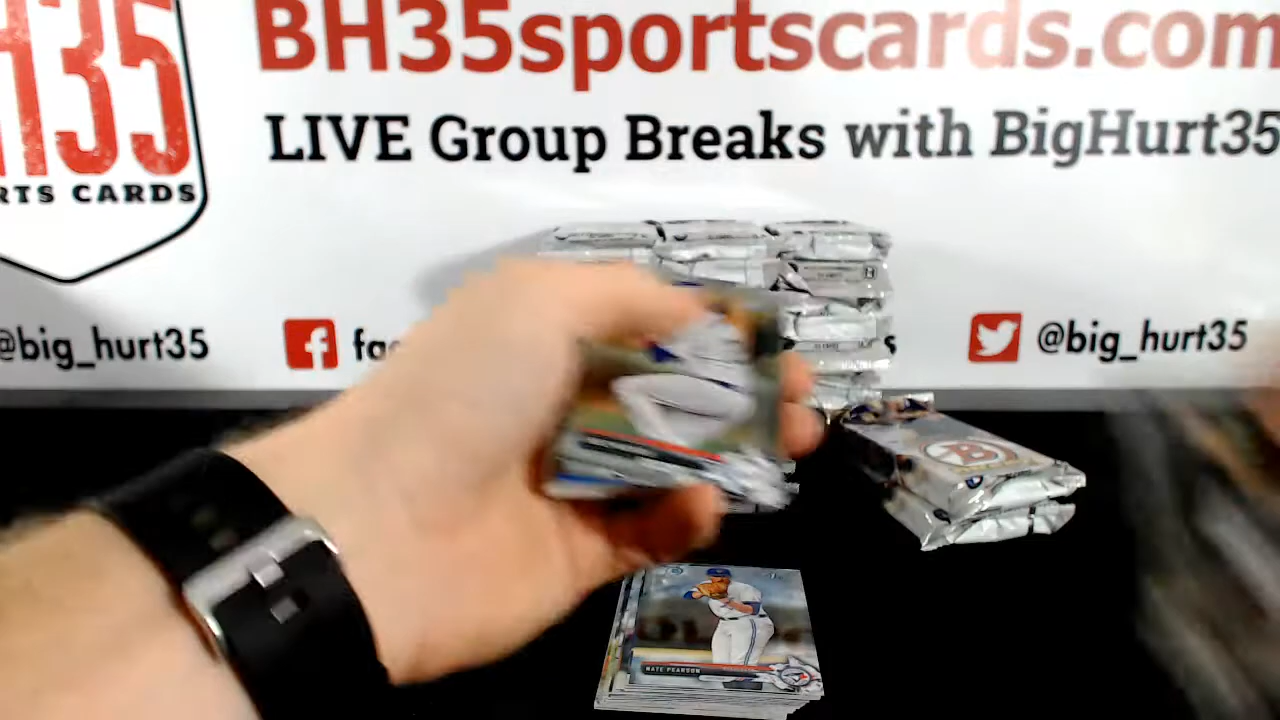 H35
RTS CARDS
BH35sportscards.com
LIVE Group Breaks with BigHurt35
@big_hurt35
f
@big_hurt35
B
NATE PEARSON